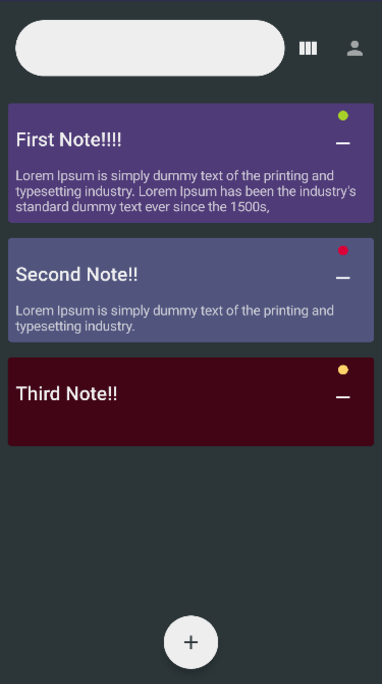 First Note!!!!
Lorem Ipsum is simply dummy text of the printing and
typesetting industry. Lorem Ipsum has been the industry's
standard dummy text ever since the 1500s,
Second Note!!
Lorem Ipsum is simply dummy text of the printing and
typesetting industry.
Third Note!!